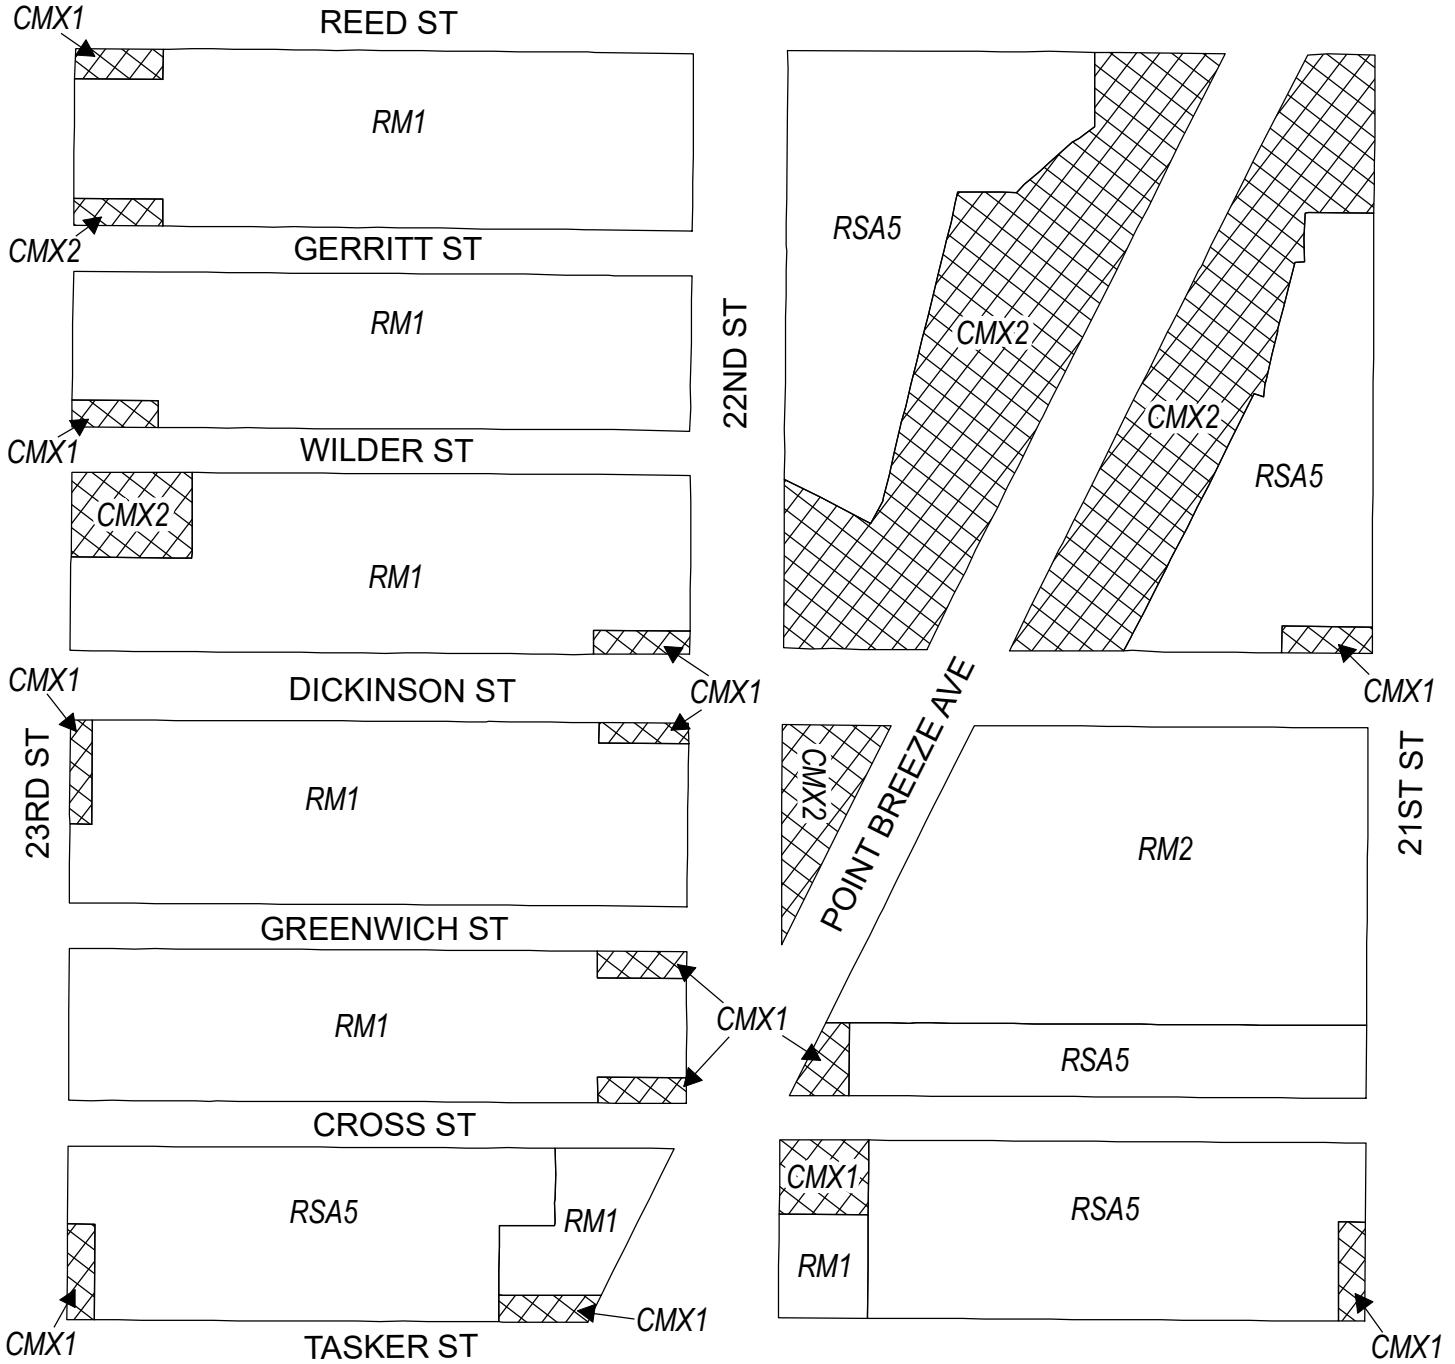 CMX1
REED ST
RM1
RSA5
CMX2
GERRITT ST
RM1
22ND ST
CMX2
CMX2
CMX1
WILDER ST
RSA5
CMX2
RM1
CMX1
DICKINSON ST
CMX1
CMX1
POINT BREEZE AVE
23RD ST
RM1
CMX2
RM2
21ST ST
GREENWICH ST
RM1
CMX1
RSA5
CROSS ST
CMX1
RSA5
RM1
RSA5
RM1
CMX1
CMX1
CMX1
TASKER ST